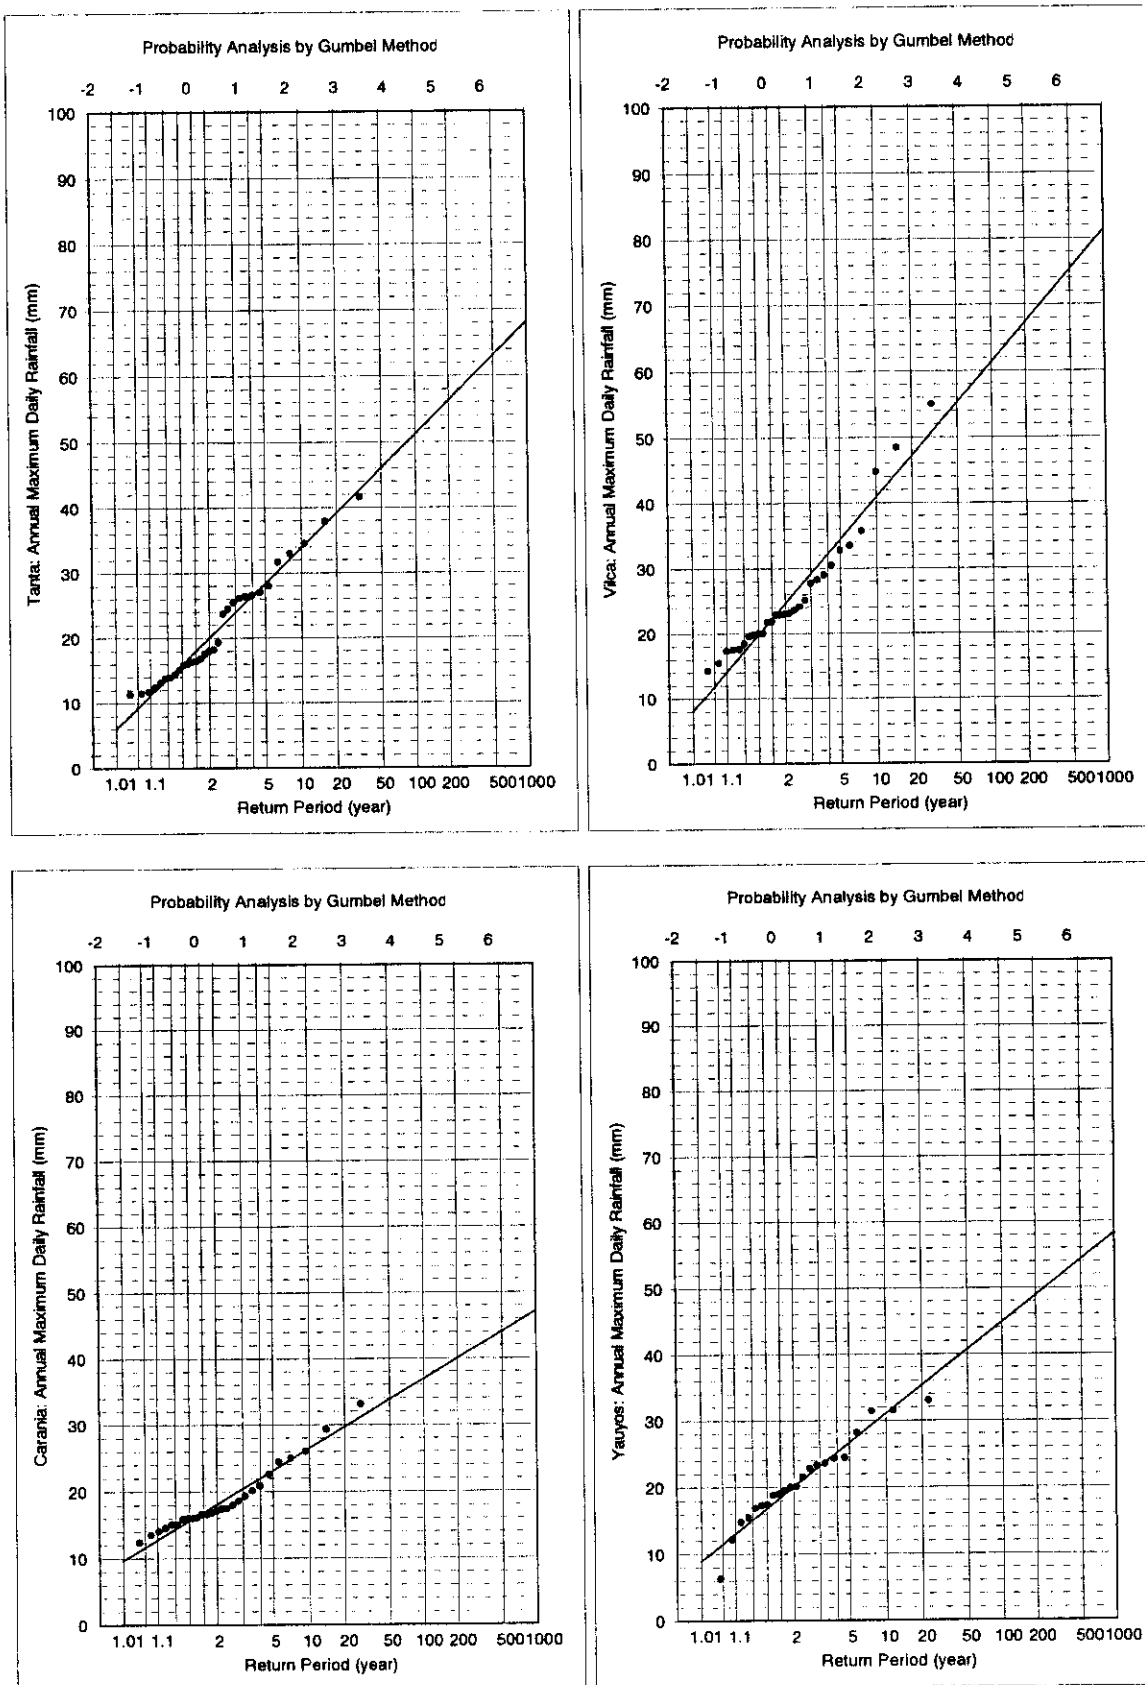 Probability Analysis by Gumbel Method
-2 -1 0 1 2 3 4 5 6
100
90
80
70
60
50
40
30
20
10
0
Tanta: Annual Maximum Daily Rainfall (mm)
1.01 1.1 2 5 10 20 50 100 200 5001000
Return Period (year)
Probability Analysis by Gumbel Method
-2 -1 0 1 2 3 4 5 6
100
90
80
70
60
50
40
30
20
10
0
Vilca: Annual Maximum Daily Rainfall (mm)
1.01 1.1 2 5 10 20 50 100 200 5001000
Return Period (year)
Probability Analysis by Gumbel Method
-2 -1 0 1 2 3 4 5 6
100
90
80
70
60
50
40
30
20
10
0
Carania: Annual Maximum Daily Rainfall (mm)
1.01 1.1 2 5 10 20 50 100 200 5001000
Return Period (year)
Probability Analysis by Gumbel Method
-2 -1 0 1 2 3 4 5 6
100
90
80
70
60
50
40
30
20
10
0
Yauyos: Annual Maximum Daily Rainfall (mm)
1.01 1.1 2 5 10 20 50 100 200 5001000
Return Period (year)